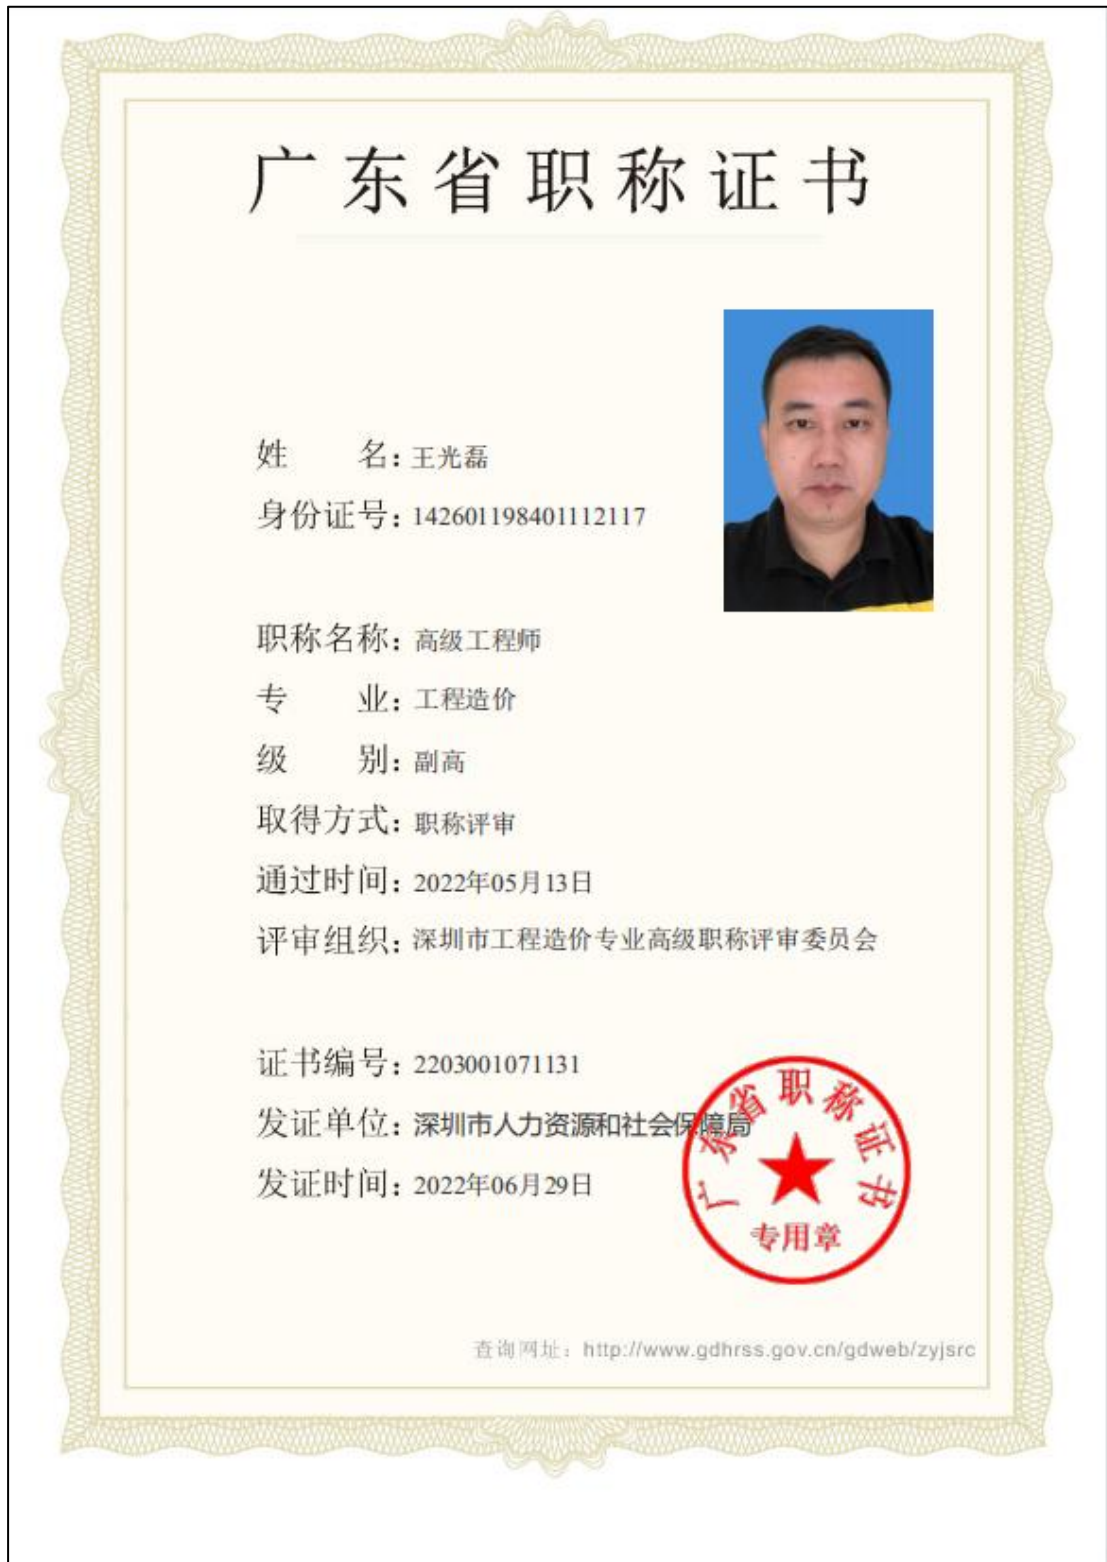 广东省职称证书
姓 名：王光磊
身份证号：142601198401112117
职称名称：高级工程师
专 业：工程造价
级 别：副高
取得方式：职称评审
通过时间：2022年05月13日
评审组织：深圳市工程造价专业高级职称评审委员会
证书编号：2203001071131
发证单位：深圳市人力资源和社会保障局
发证时间：2022年06月29日
广东省职称证书
专用章
查询网址：http://www.gdhrss.gov.cn/gdweb/zyjsrc